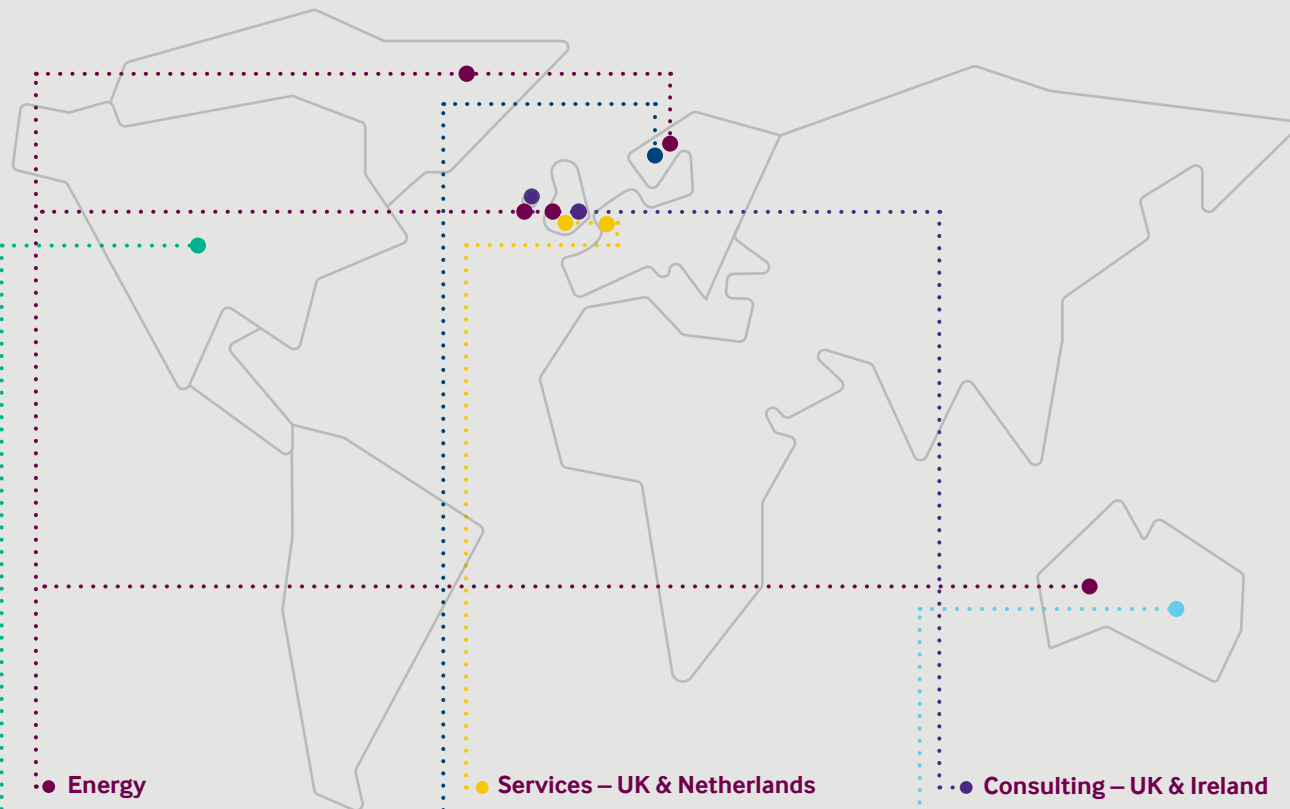 Energy
Services – UK & Netherlands
Consulting – UK & Ireland